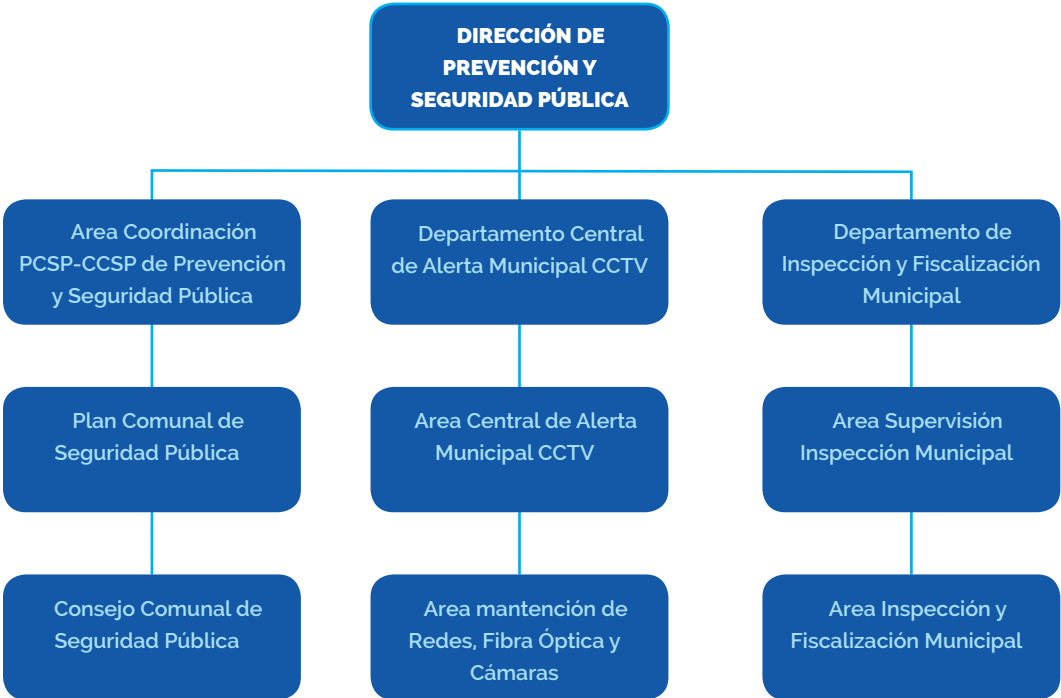 DIRECCIÓN DE
PREVENCIÓN Y
SEGURIDAD PÚBLICA
Area Coordinación
PCSP-CCSP de Prevención
y Seguridad Pública
Departamento Central
de Alerta Municipal CCTV
Departamento de
Inspección y Fiscalización
Municipal
Plan Comunal de
Seguridad Pública
Area Central de Alerta
Municipal CCTV
Area Supervisión
Inspección Municipal
Consejo Comunal de
Seguridad Pública
Area mantención de
Redes, Fibra Óptica y
Cámaras
Area Inspección y
Fiscalización Municipal